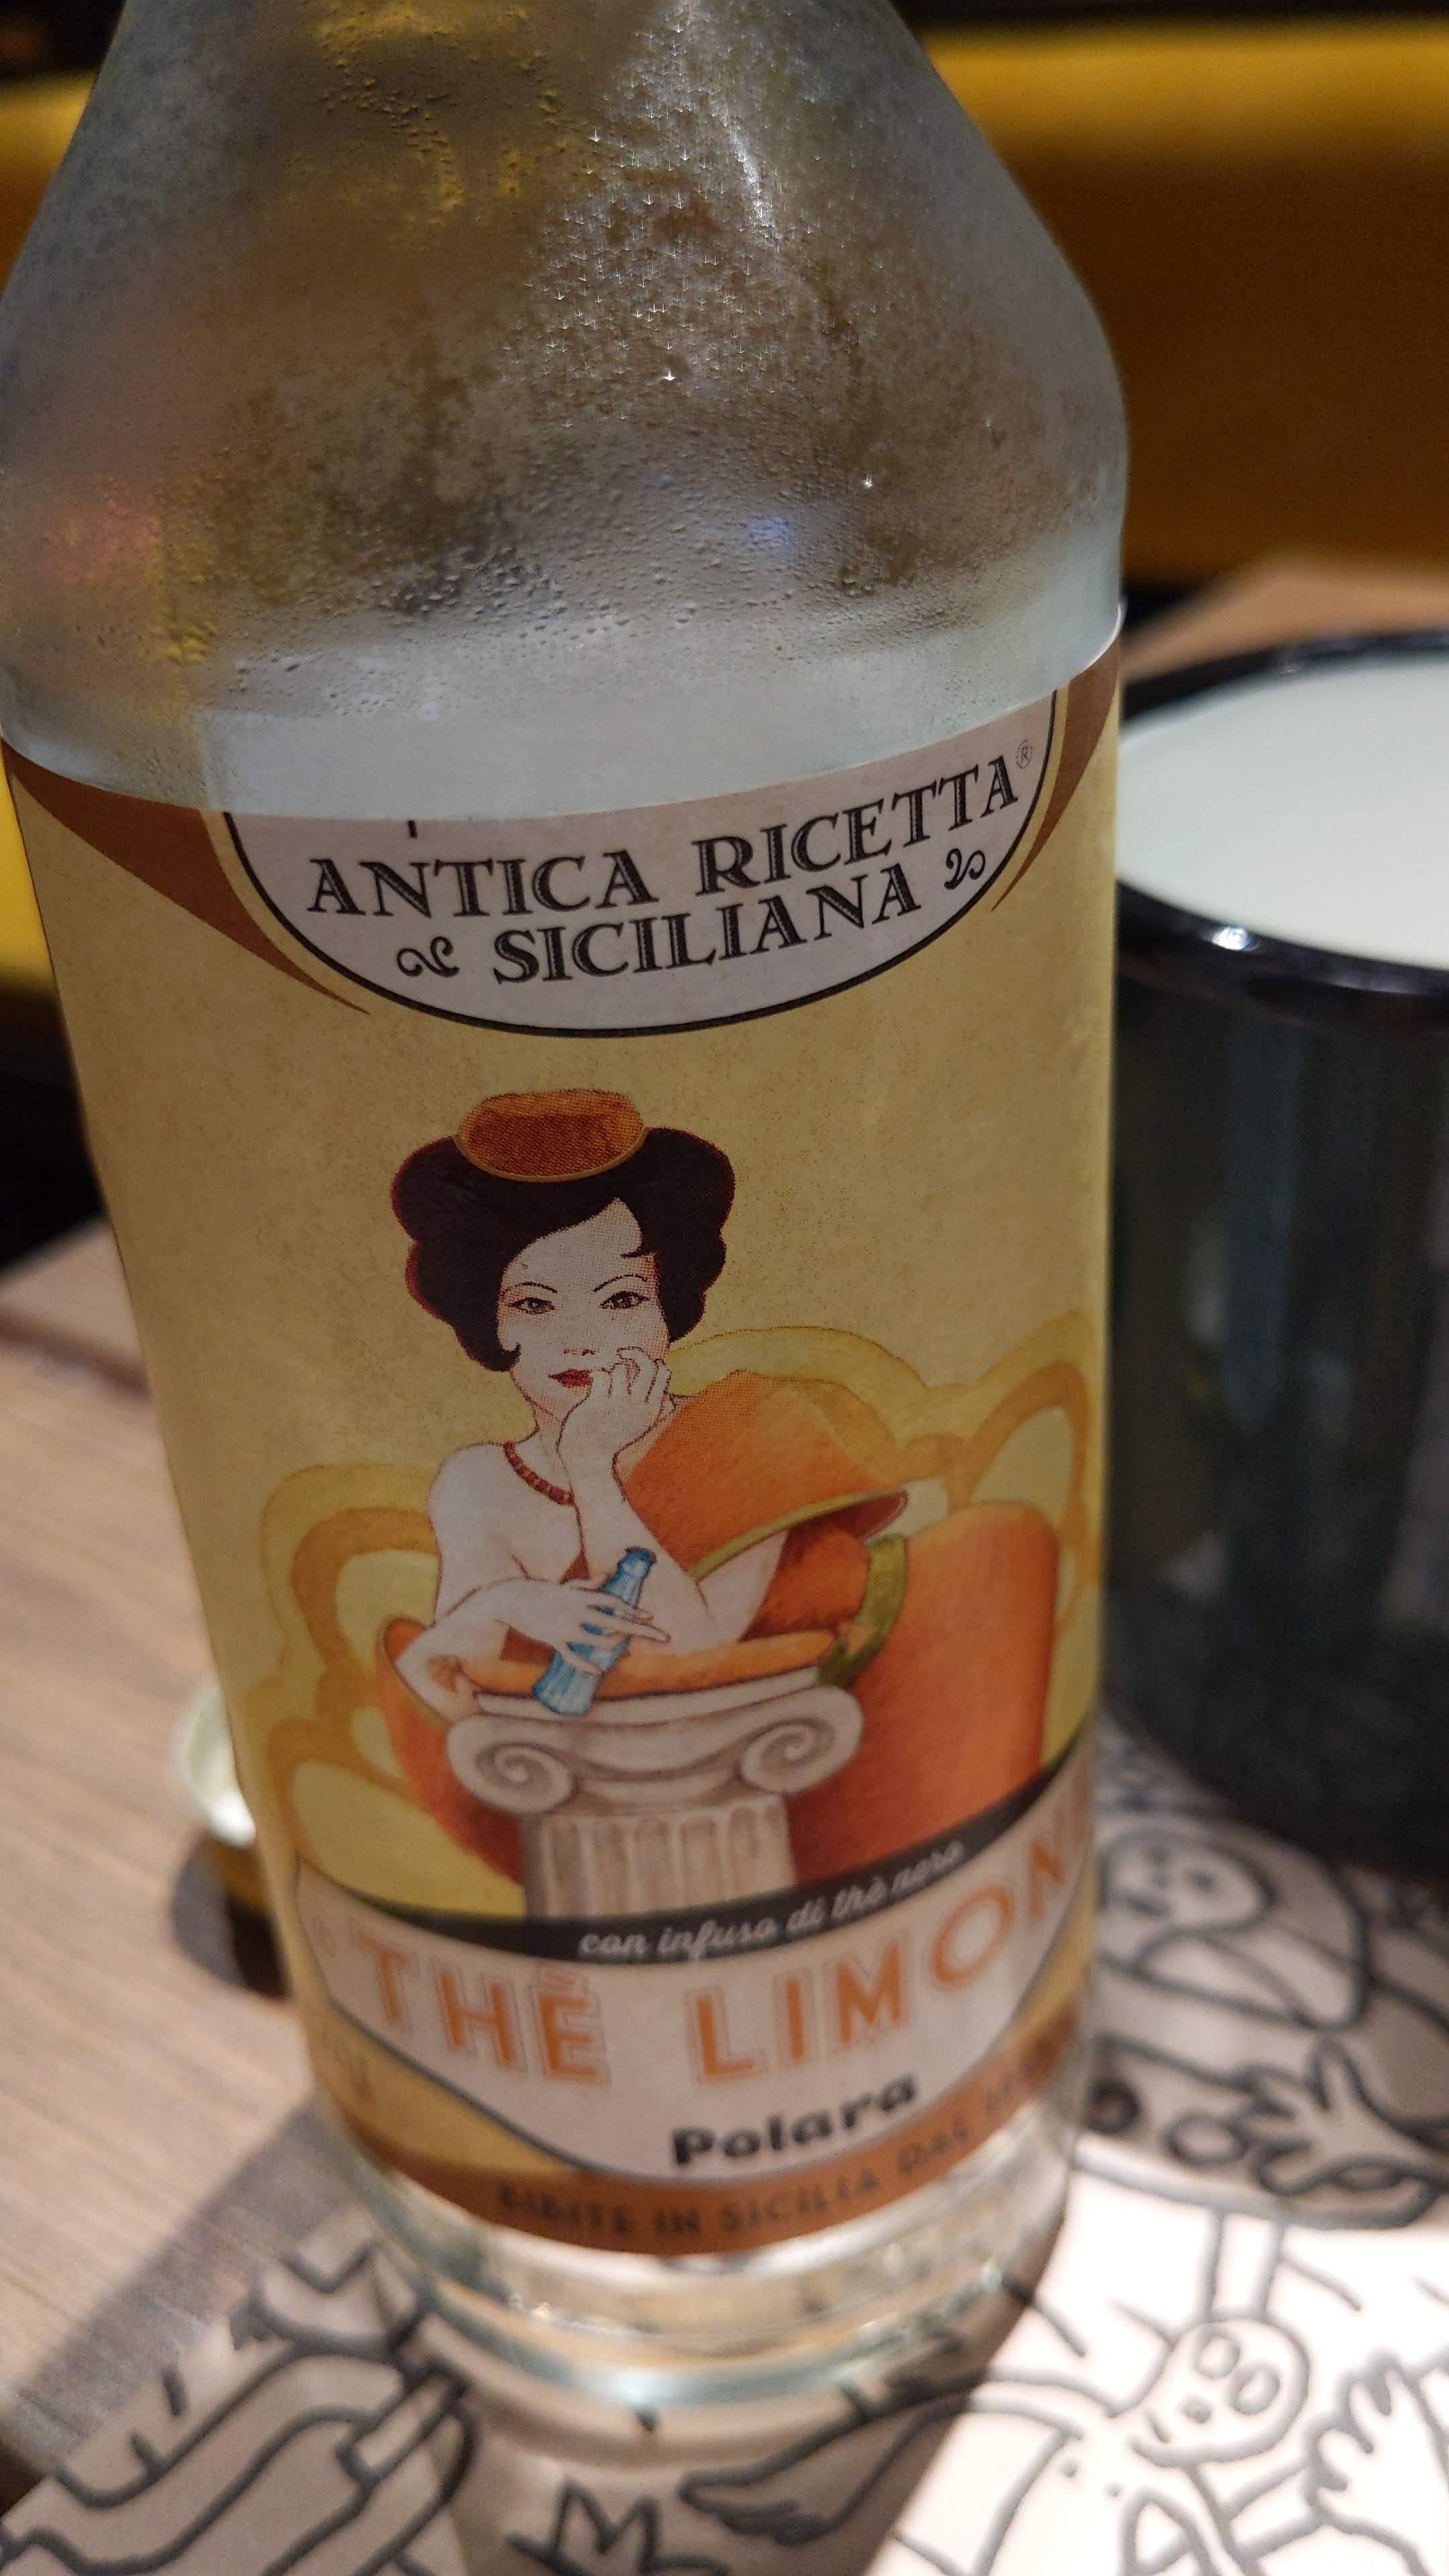 ANTICA RICETTA®
SICILIANA
con infuso di thè nero
THÈ LIMON
Polara
BIBITE IN SICILIA DAL